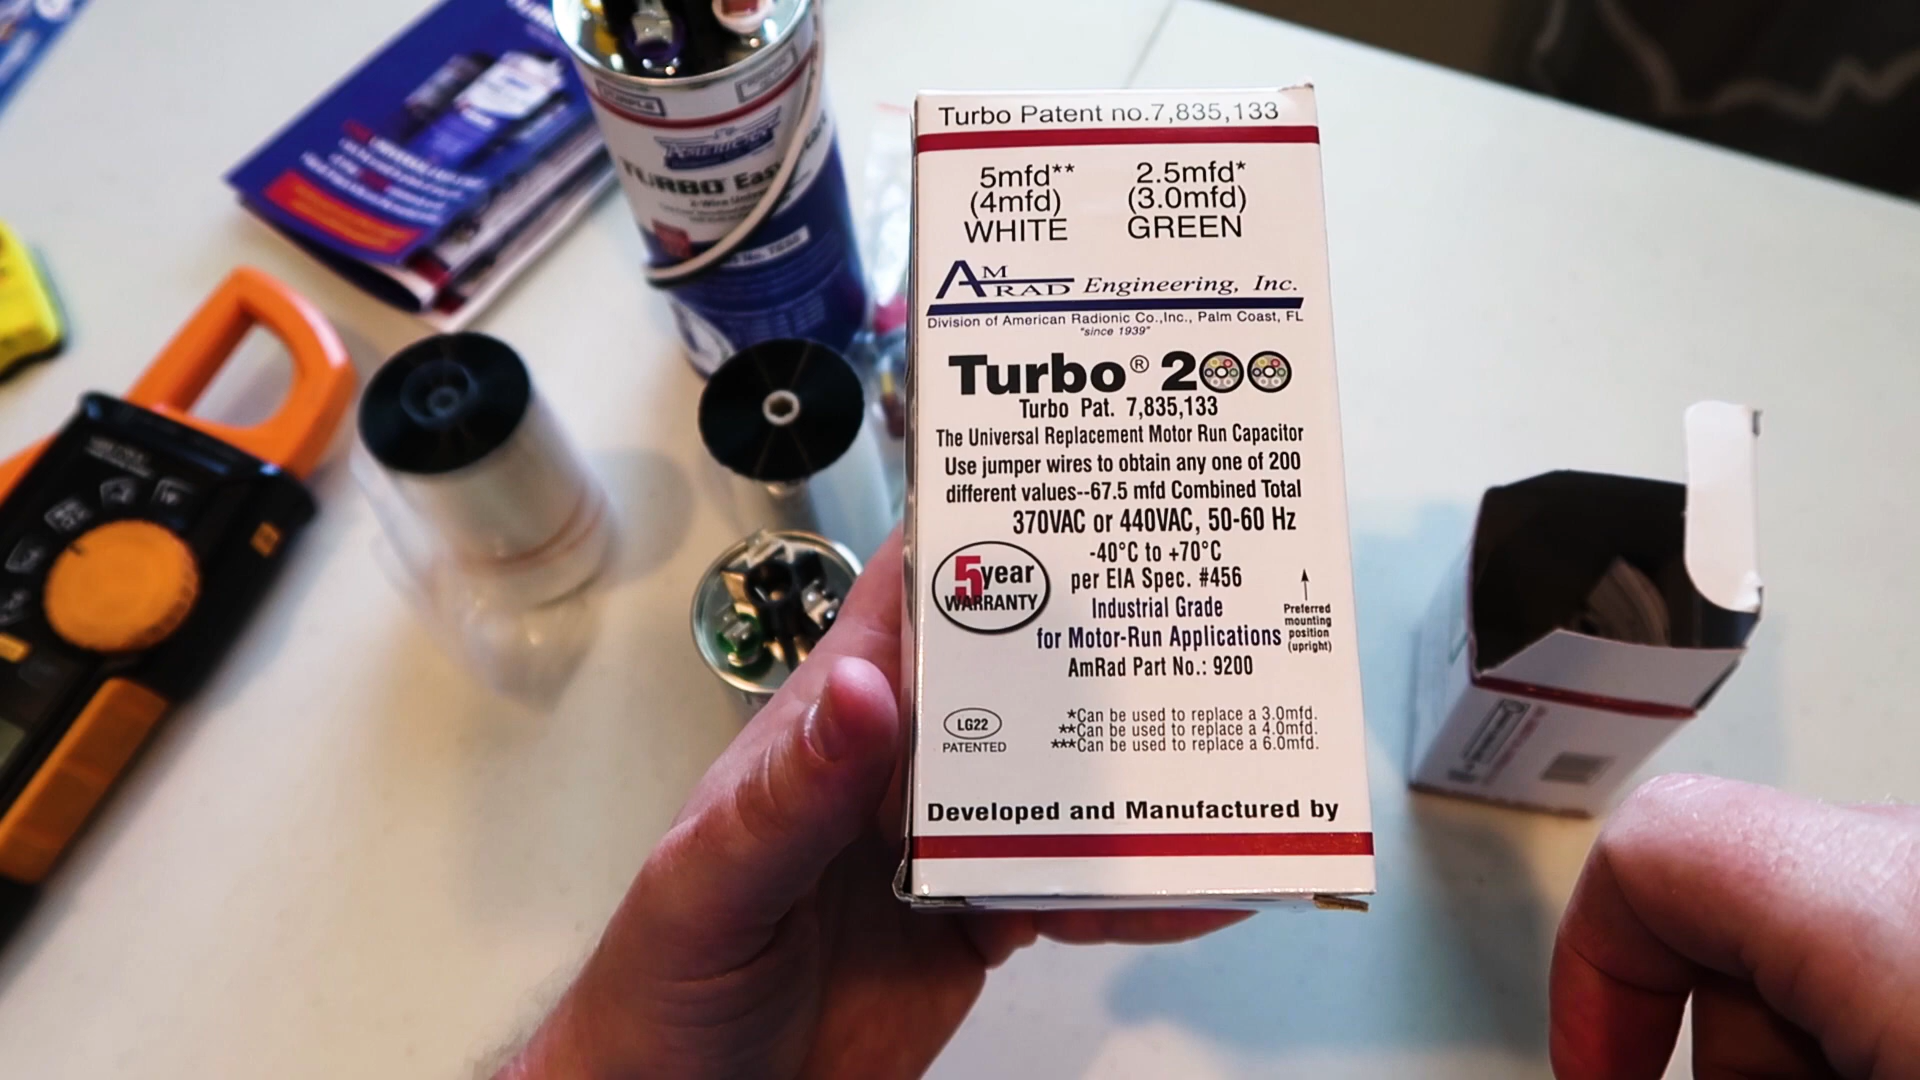 Turbo Patent no.7,835,133
5mfd** 2.5mfd*
(4mfd) (3.0mfd)
WHITE GREEN
AMRAD Engineering, Inc.
Division of American Radionic Co.,Inc., Palm Coast, FL
"since 1939"
Turbo® 200
Turbo Pat. 7,835,133
The Universal Replacement Motor Run Capacitor
Use jumper wires to obtain any one of 200
different values--67.5 mfd Combined Total
370VAC or 440VAC, 50-60 Hz
-40°C to +70°C
per EIA Spec. #456
5year
WARRANTY
Industrial Grade
for Motor-Run Applications
AmRad Part No.: 9200
Preferred
mounting
position
(upright)
LG22
PATENTED
*Can be used to replace a 3.0mfd.
**Can be used to replace a 4.0mfd.
***Can be used to replace a 6.0mfd.
Developed and Manufactured by
PURPLE
AMERICAN
TURBO Eas